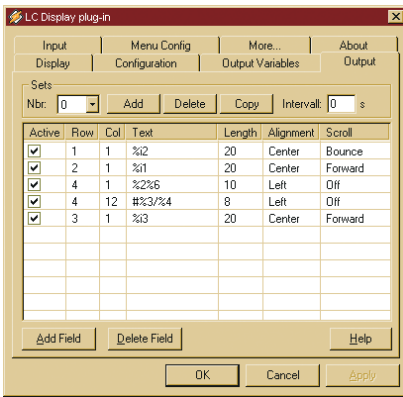 LC Display plug-in
Input Menu Config More... About
Display Configuration Output Variables Output
Sets
Nbr: 0 Add Delete Copy Intervall: 0 s
Active Row Col Text Length Alignment Scroll
1 1 %i2 20 Center Bounce
2 1 %i1 20 Center Forward
4 1 %2%6 10 Left Off
4 12 #%3/%4 8 Left Off
3 1 %i3 20 Center Forward
Add Field Delete Field Help
OK Cancel Apply